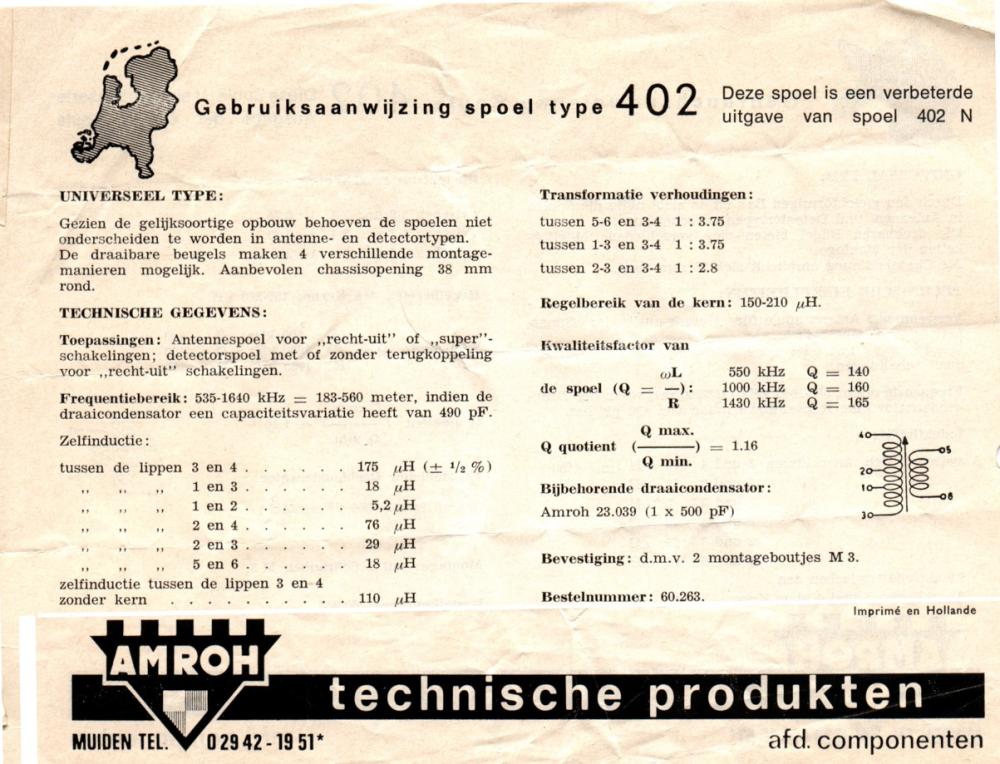 Gebruiksaanwijzing spoel type 402
Deze spoel is een verbeterde
uitgave van spoel 402 N
UNIVERSEEL TYPE:
Gezien de gelijksoortige opbouw behoeven de spoelen niet
onderscheiden te worden in antenne- en detectortypen.
De draaibare beugels maken 4 verschillende montage-
manieren mogelijk. Aanbevolen chassisopening 38 mm
rond.
TECHNISCHE GEGEVENS:
Toepassingen: Antennespoel voor ,,recht-uit" of ,,super"-
schakelingen; detectorspoel met of zonder terugkoppeling
voor ,,recht-uit" schakelingen.
Frequentiebereik: 535-1640 kHz = 183-560 meter, indien de
draaicondensator een capaciteitsvariatie heeft van 490 pF.
Zelfinductie:
tussen de lippen 3 en 4 . . . . . . 175 μH (± 1/2 %)
,, ,, ,, 1 en 3 . . . . . . 18 μH
,, ,, ,, 1 en 2 . . . . . . 5,2 μH
,, ,, ,, 2 en 4 . . . . . . 76 μH
,, ,, ,, 2 en 3 . . . . . . 29 μH
,, ,, ,, 5 en 6 . . . . . . 18 μH
zelfinductie tussen de lippen 3 en 4
zonder kern . . . . . . . . . . 110 μH
Transformatie verhoudingen:
tussen 5-6 en 3-4 1 : 3.75
tussen 1-3 en 3-4 1 : 3.75
tussen 2-3 en 3-4 1 : 2.8
Regelbereik van de kern: 150-210 μH.
Kwaliteitsfactor van
ωL 550 kHz Q = 140
de spoel (Q = —): 1000 kHz Q = 160
R 1430 kHz Q = 165
Q max.
Q quotient (———) = 1.16
Q min.
Bijbehorende draaicondensator:
Amroh 23.039 (1 x 500 pF)
4
5
2
1
6
3
Bevestiging: d.m.v. 2 montageboutjes M 3.
Bestelnummer: 60.263.
Imprimé en Hollande
AMROH
technische produkten
MUIDEN TEL. 0 29 42 - 19 51*
afd. componenten